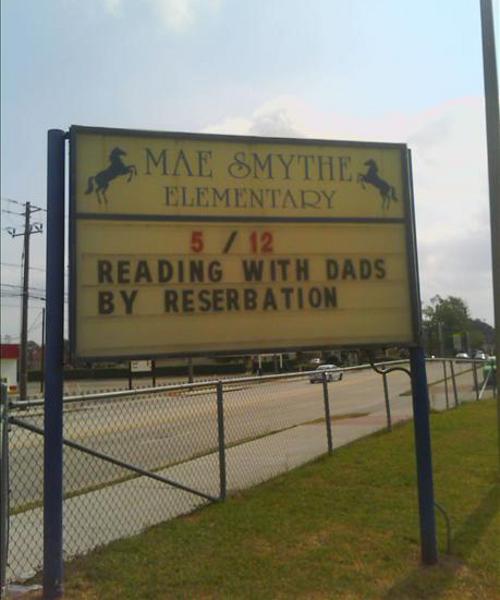 MAE SMYTHE
ELEMENTARY
5 / 12
READING WITH DADS
BY RESERBATION